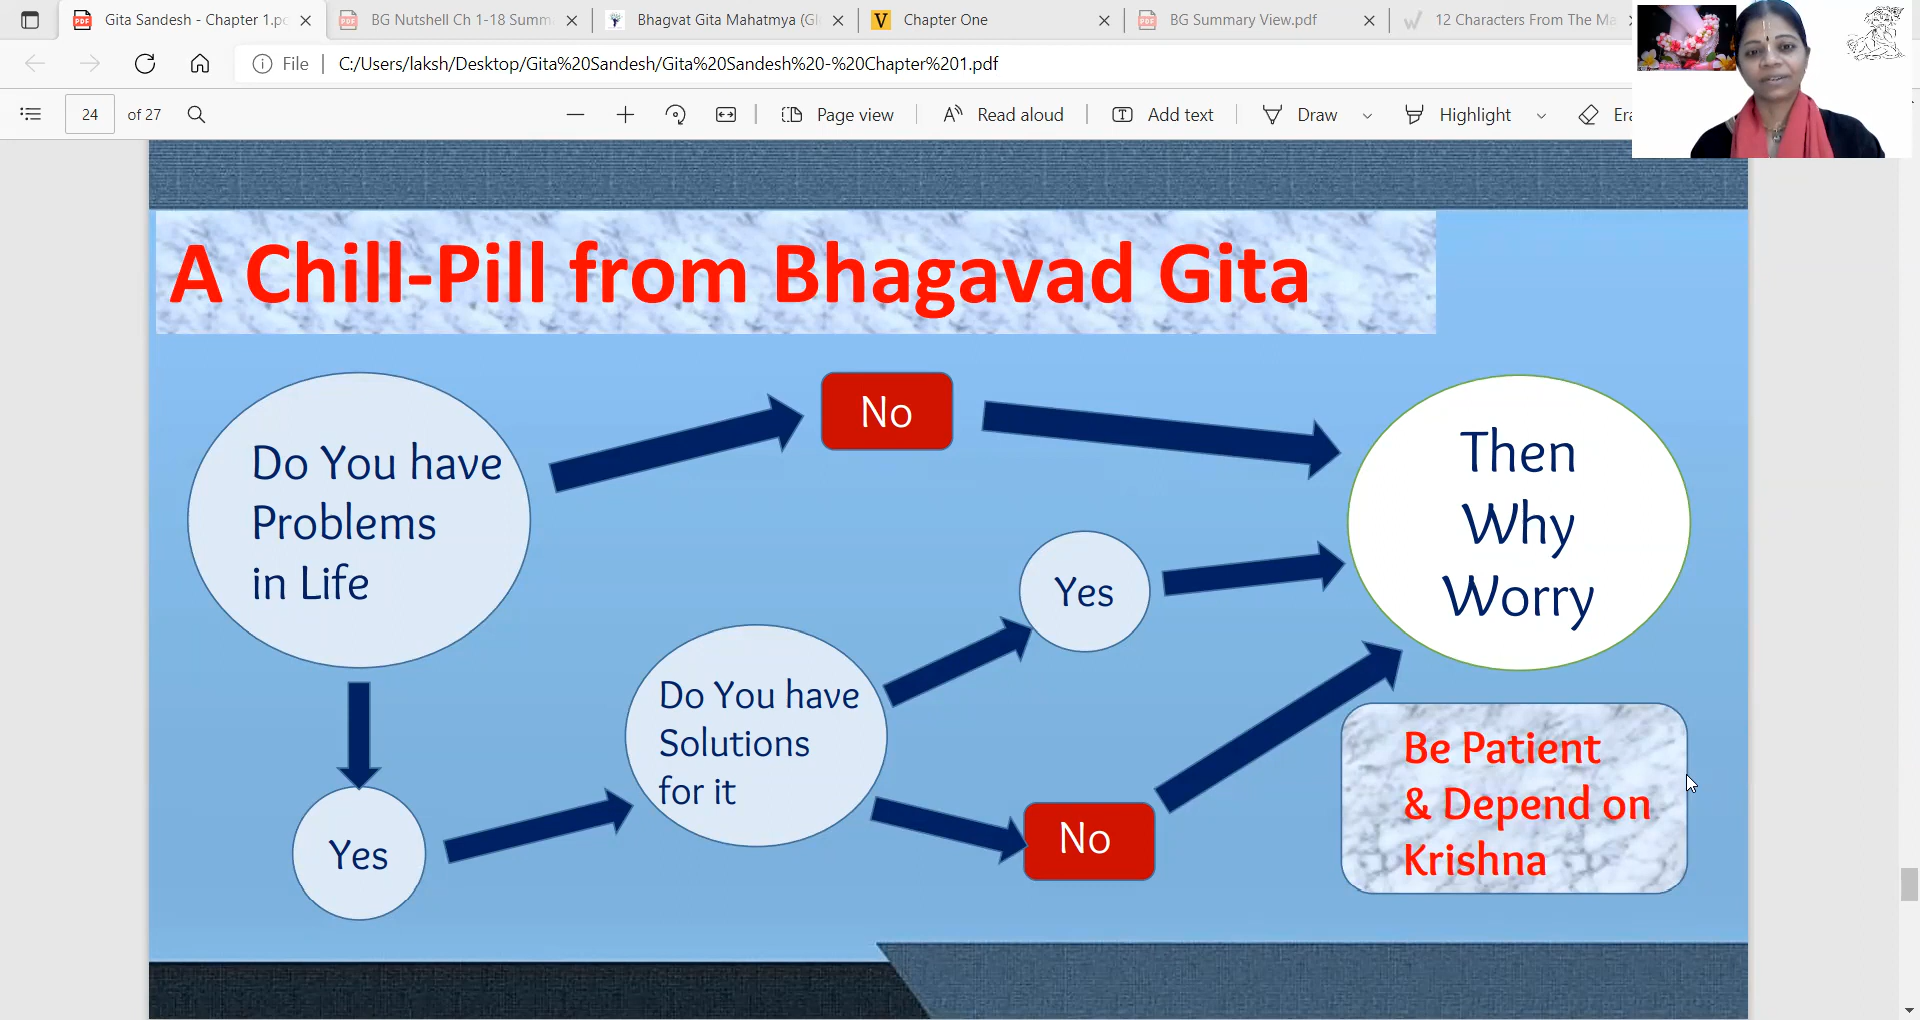 Gita Sandesh - Chapter 1.pd
BG Nutshell Ch 1-18 Summ
Bhagvat Gita Mahatmya (Gl
Chapter One
BG Summary View.pdf
12 Characters From The Ma
File
C:/Users/laksh/Desktop/Gita%20Sandesh/Gita%20Sandesh%20-%20Chapter%201.pdf
24 of 27
Page view
Read aloud
Add text
Draw
Highlight
Era
A Chill-Pill from Bhagavad Gita
Do You have
Problems
in Life
No
Then
Why
Worry
Yes
Do You have
Solutions
for it
Yes
No
Be Patient
& Depend on
Krishna